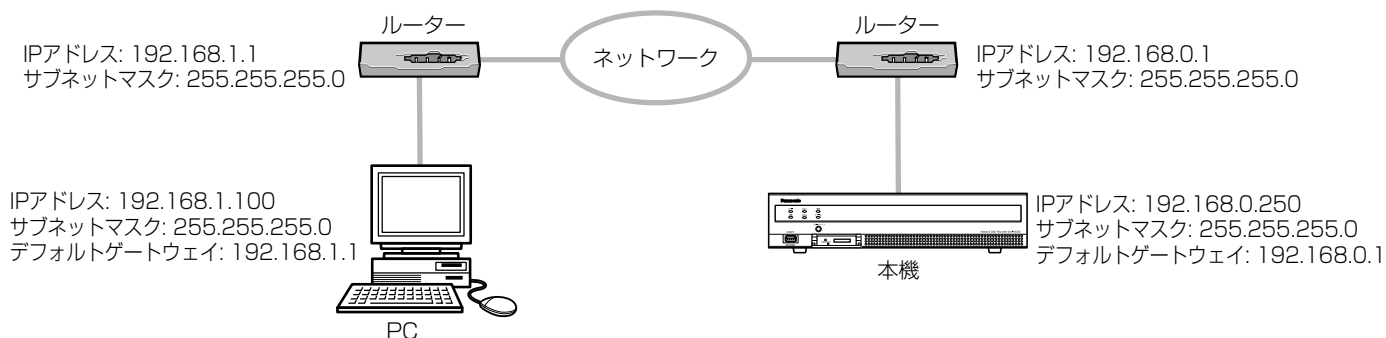 ルーター
IPアドレス: 192.168.1.1
サブネットマスク: 255.255.255.0
ネットワーク
ルーター
IPアドレス: 192.168.0.1
サブネットマスク: 255.255.255.0
IPアドレス: 192.168.1.100
サブネットマスク: 255.255.255.0
デフォルトゲートウェイ: 192.168.1.1
PC
Panasonic
本機
IPアドレス: 192.168.0.250
サブネットマスク: 255.255.255.0
デフォルトゲートウェイ: 192.168.0.1